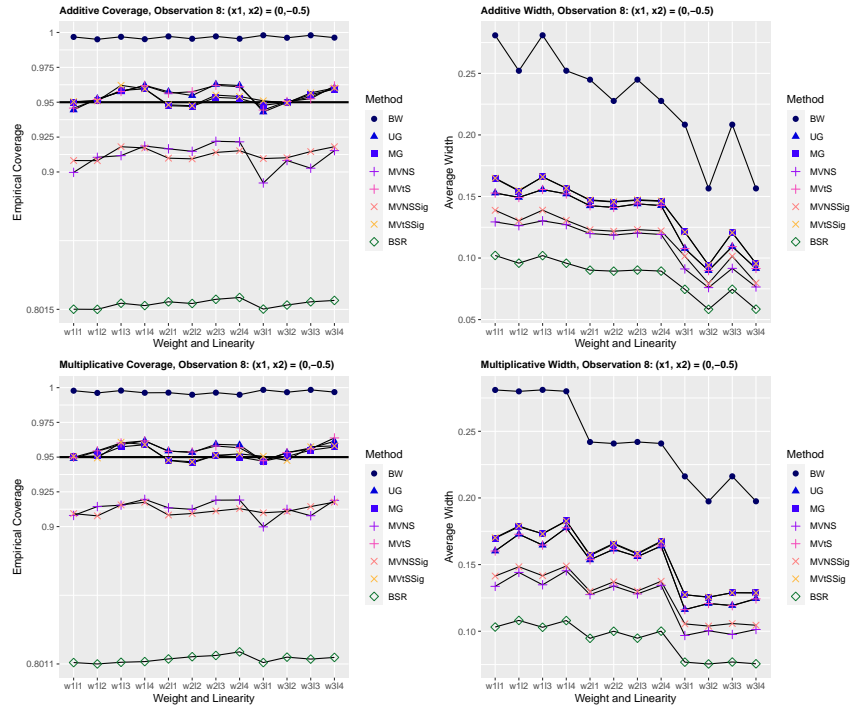 Additive Coverage, Observation 8: (x1, x2) = (0,−0.5)
1
0.975
0.95
0.925
0.9
0.8015
Empirical Coverage
w1l1 w1l2 w1l3 w1l4 w2l1 w2l2 w2l3 w2l4 w3l1 w3l2 w3l3 w3l4
Weight and Linearity
Method
BW
UG
MG
MVNS
MVtS
MVNSSig
MVtSSig
BSR
Additive Width, Observation 8: (x1, x2) = (0,−0.5)
0.25
0.20
0.15
0.10
0.05
Average Width
w1l1 w1l2 w1l3 w1l4 w2l1 w2l2 w2l3 w2l4 w3l1 w3l2 w3l3 w3l4
Weight and Linearity
Method
BW
UG
MG
MVNS
MVtS
MVNSSig
MVtSSig
BSR
Multiplicative Coverage, Observation 8: (x1, x2) = (0,−0.5)
1
0.975
0.95
0.925
0.9
0.8011
Empirical Coverage
w1l1 w1l2 w1l3 w1l4 w2l1 w2l2 w2l3 w2l4 w3l1 w3l2 w3l3 w3l4
Weight and Linearity
Method
BW
UG
MG
MVNS
MVtS
MVNSSig
MVtSSig
BSR
Multiplicative Width, Observation 8: (x1, x2) = (0,−0.5)
0.25
0.20
0.15
0.10
Average Width
w1l1 w1l2 w1l3 w1l4 w2l1 w2l2 w2l3 w2l4 w3l1 w3l2 w3l3 w3l4
Weight and Linearity
Method
BW
UG
MG
MVNS
MVtS
MVNSSig
MVtSSig
BSR